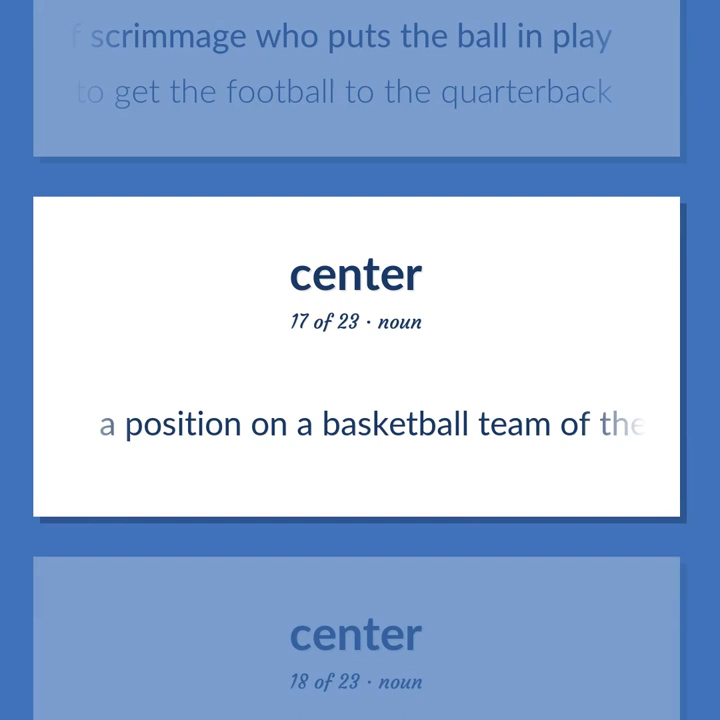 scrimmage who puts the ball in play
to get the football to the quarterback
center
17 of 23 · noun
a position on a basketball team of the
center
18 of 23 · noun